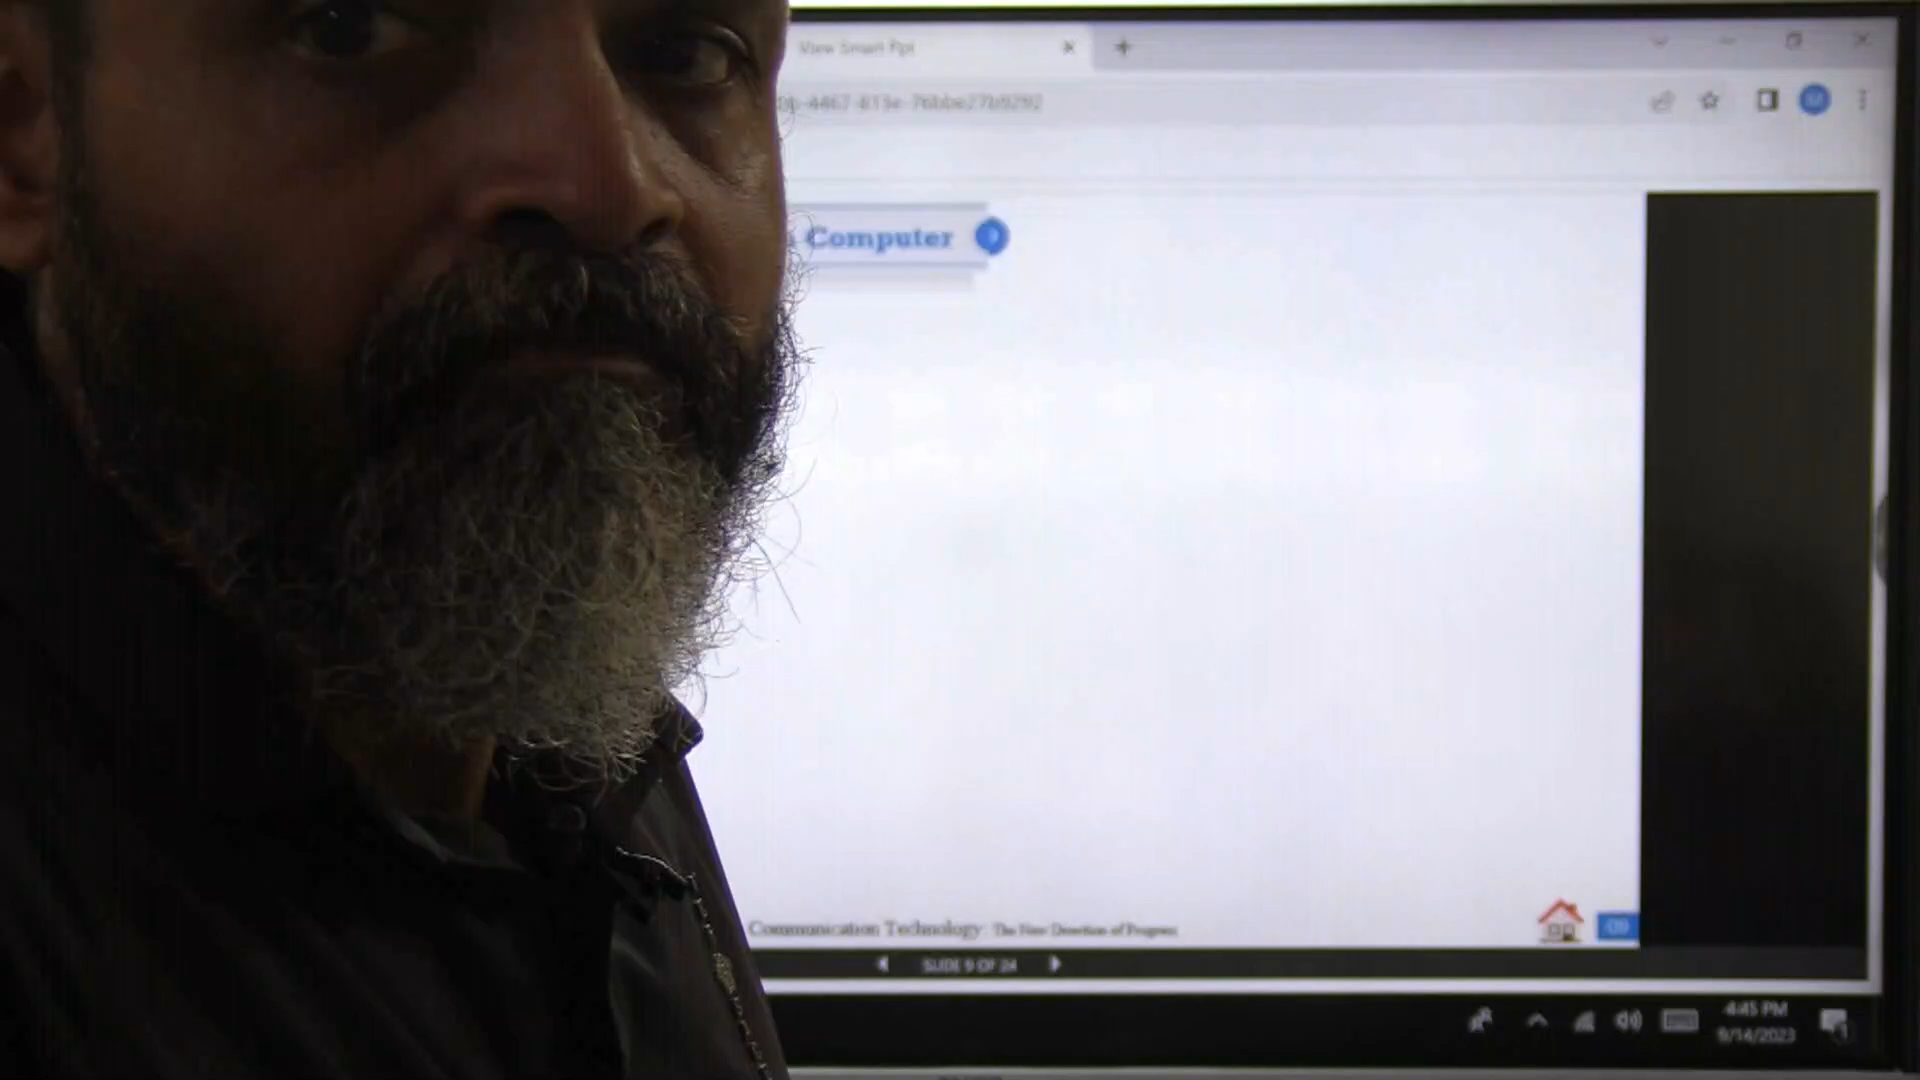 View Smart Ppt
Computer
Communication Technology: The New Direction of Progress
09
SLIDE 9 OF 24
4:45 PM
9/14/2023